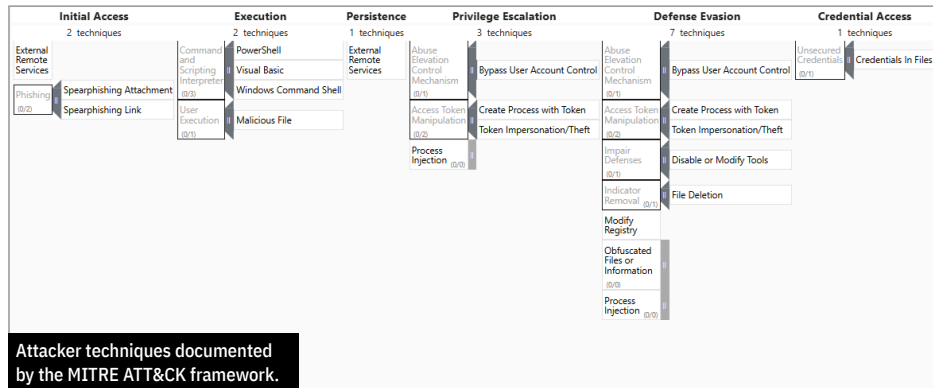 Initial Access
2 techniques
External
Remote
Services
Phishing
(0/2)
Spearphishing Attachment
Spearphishing Link
Execution
2 techniques
Command
and
Scripting
Interpreter
(0/3)
PowerShell
Visual Basic
Windows Command Shell
User
Execution
(0/1)
Malicious File
Persistence
1 techniques
External
Remote
Services
Privilege Escalation
3 techniques
Abuse
Elevation
Control
Mechanism
(0/1)
Bypass User Account Control
Access Token
Manipulation
(0/2)
Create Process with Token
Token Impersonation/Theft
Process
Injection (0/0)
Defense Evasion
7 techniques
Abuse
Elevation
Control
Mechanism
(0/1)
Bypass User Account Control
Access Token
Manipulation
(0/2)
Create Process with Token
Token Impersonation/Theft
Impair
Defenses
(0/1)
Disable or Modify Tools
Indicator
Removal (0/1)
File Deletion
Modify
Registry
Obfuscated
Files or
Information
(0/0)
Process
Injection (0/0)
Credential Access
1 techniques
Unsecured
Credentials
(0/1)
Credentials In Files
Attacker techniques documented
by the MITRE ATT&CK framework.